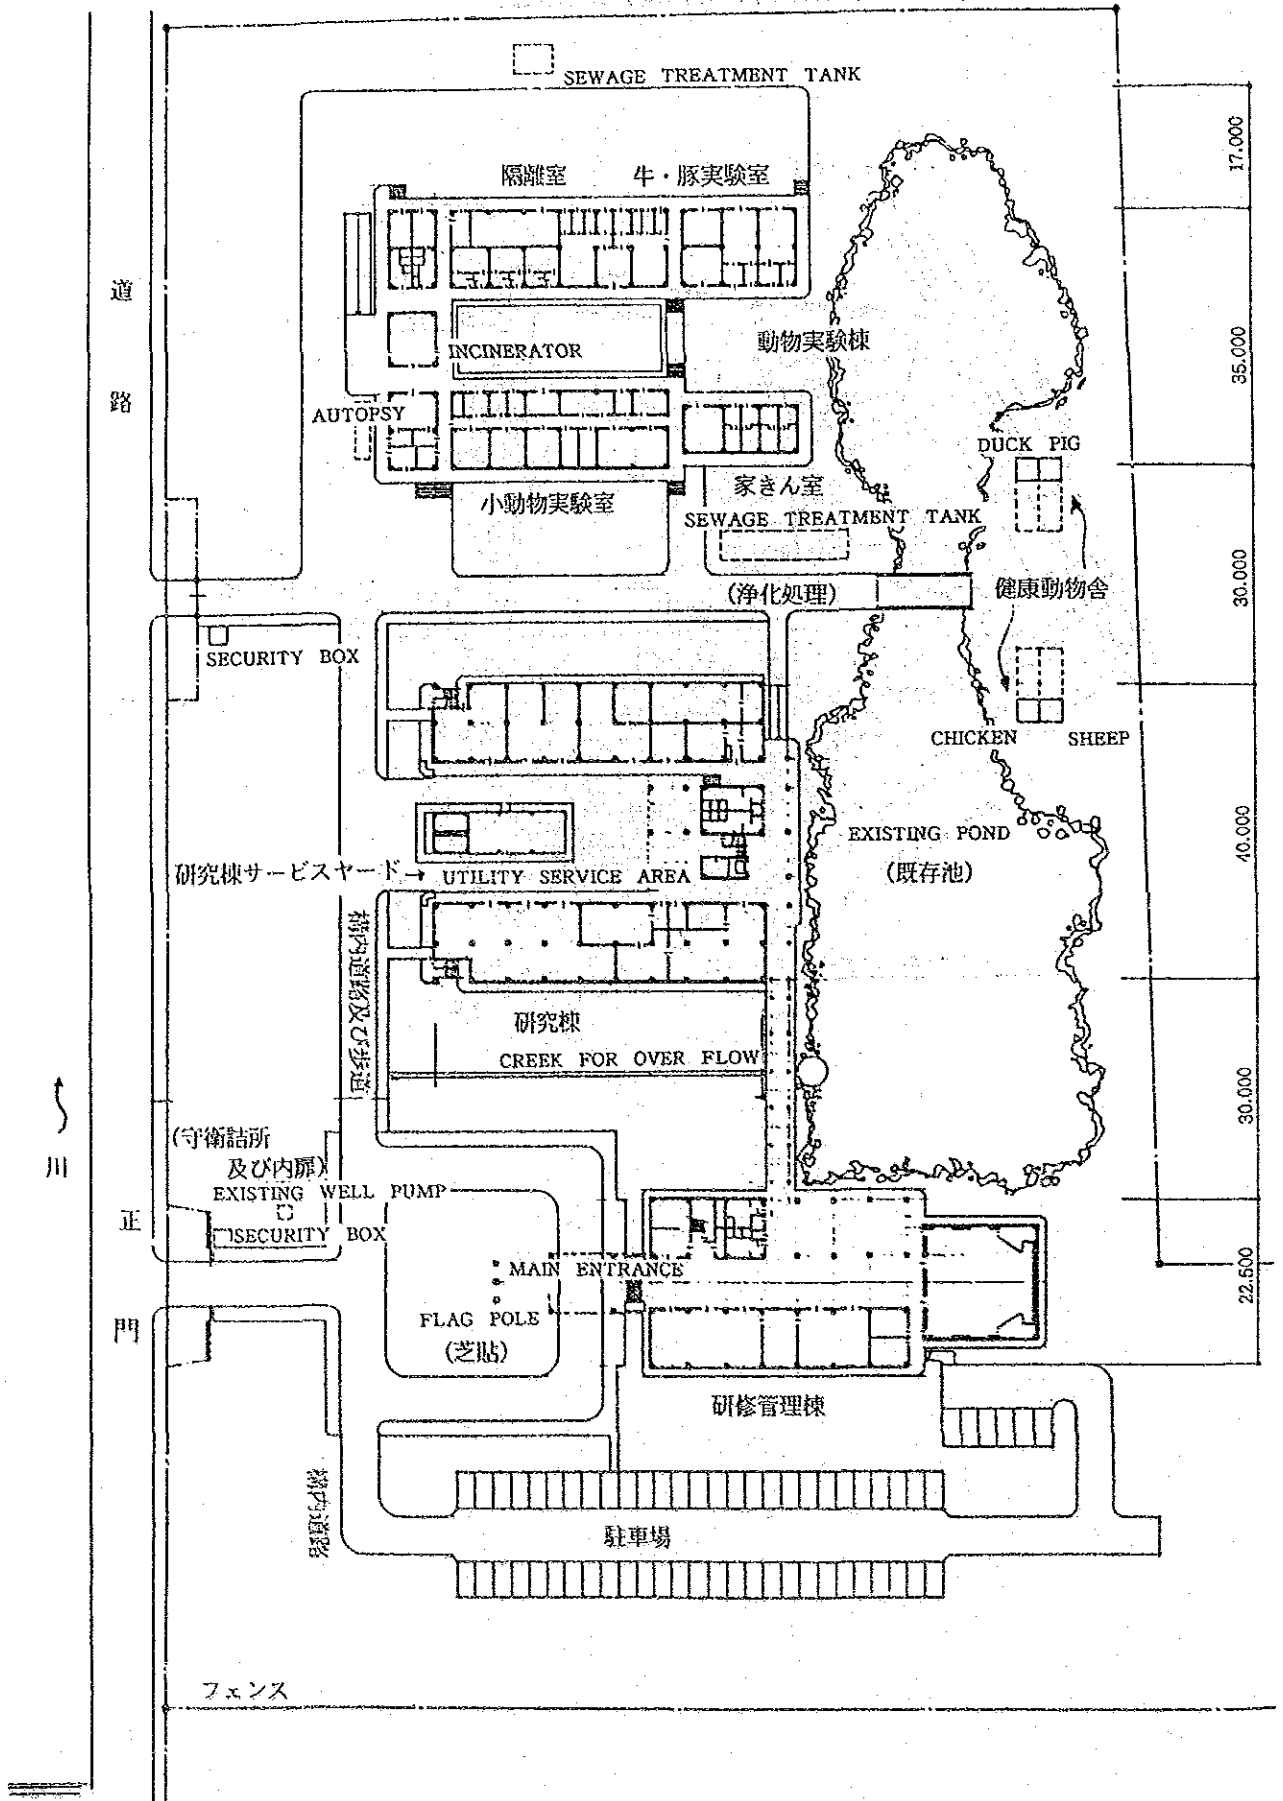 SEWAGE TREATMENT TANK
17.000
隔離室
牛・豚実験室
道路
INCINERATOR
動物実験棟
35.000
AUTOPSY
DUCK PIG
小動物実験室
家きん室
SEWAGE TREATMENT TANK
(浄化処理)
健康動物舎
30.000
SECURITY BOX
CHICKEN SHEEP
EXISTING POND
(既存池)
40.000
研究棟サービスヤード→
UTILITY SERVICE AREA
構内道路及び歩道
研究棟
CREEK FOR OVER FLOW
川
(守衛詰所
及び内扉)
30.000
EXISTING WELL PUMP
SECURITY BOX
正門
MAIN ENTRANCE
FLAG POLE
(芝貼)
22.500
研修管理棟
構内道路
駐車場
フェンス